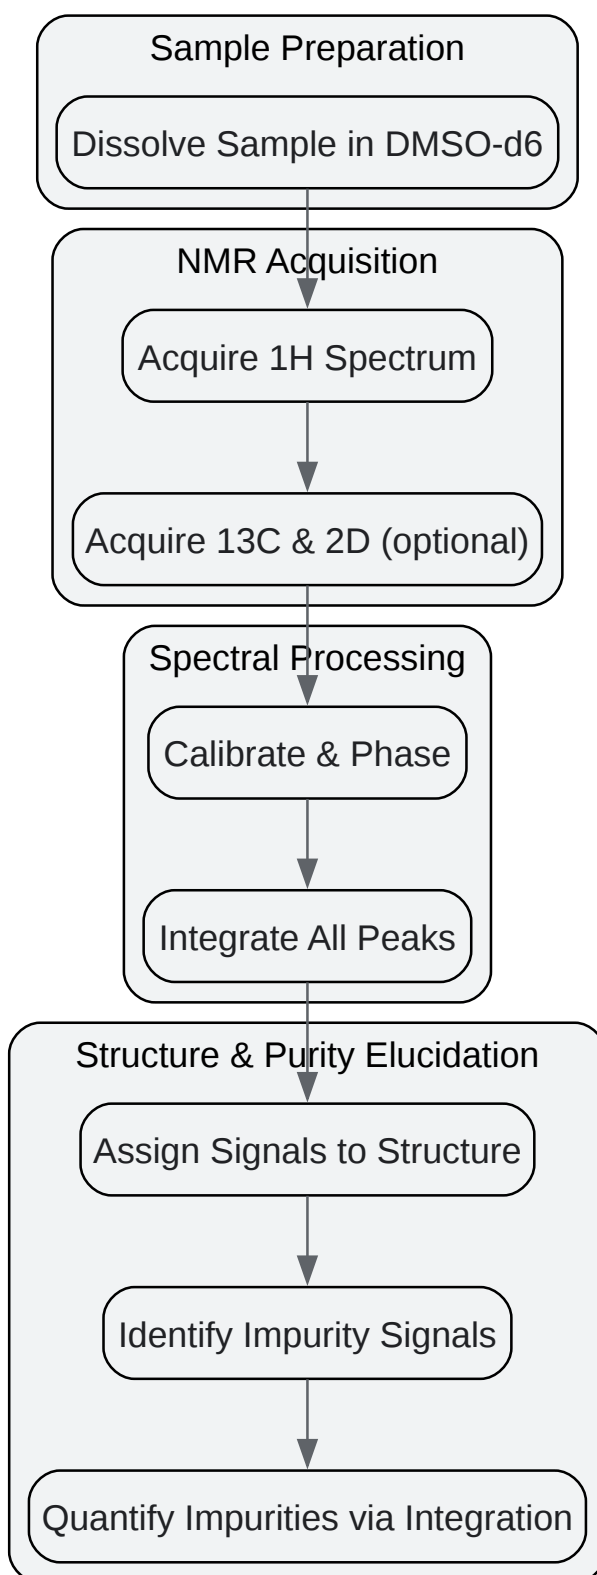 Sample Preparation
Dissolve Sample in DMSO-d6
NMR Acquisition
Acquire 1H Spectrum
Acquire 13C & 2D (optional)
Spectral Processing
Calibrate & Phase
Integrate All Peaks
Structure & Purity Elucidation
Assign Signals to Structure
Identify Impurity Signals
Quantify Impurities via Integration